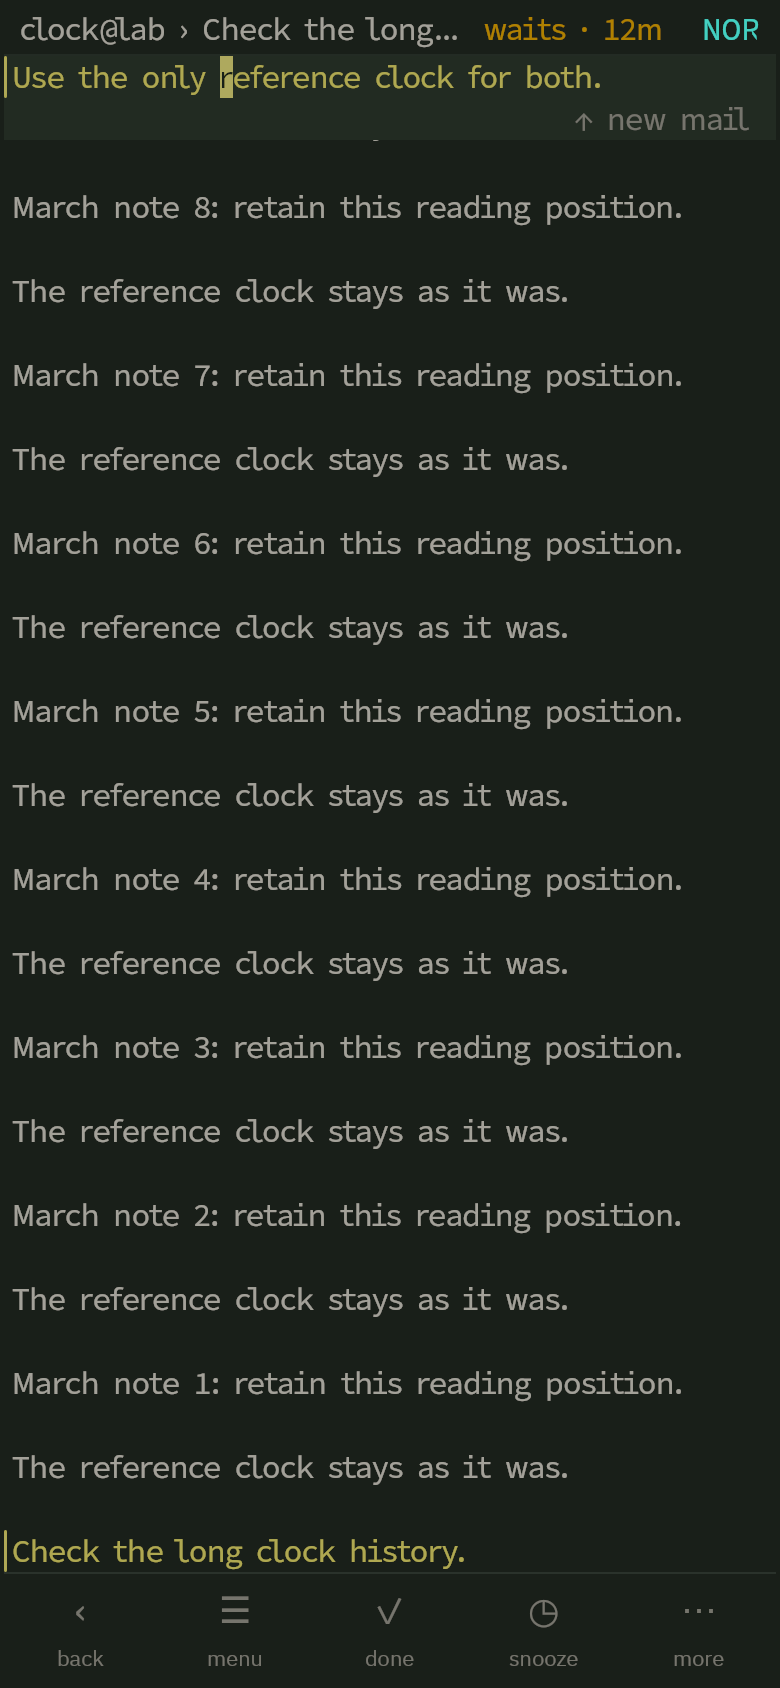 clock@lab › Check the long… waits · 12m NOR
Use the only reference clock for both.
↑ new mail
March note 8: retain this reading position.
The reference clock stays as it was.
March note 7: retain this reading position.
The reference clock stays as it was.
March note 6: retain this reading position.
The reference clock stays as it was.
March note 5: retain this reading position.
The reference clock stays as it was.
March note 4: retain this reading position.
The reference clock stays as it was.
March note 3: retain this reading position.
The reference clock stays as it was.
March note 2: retain this reading position.
The reference clock stays as it was.
March note 1: retain this reading position.
The reference clock stays as it was.
Check the long clock history.
back menu done snooze more